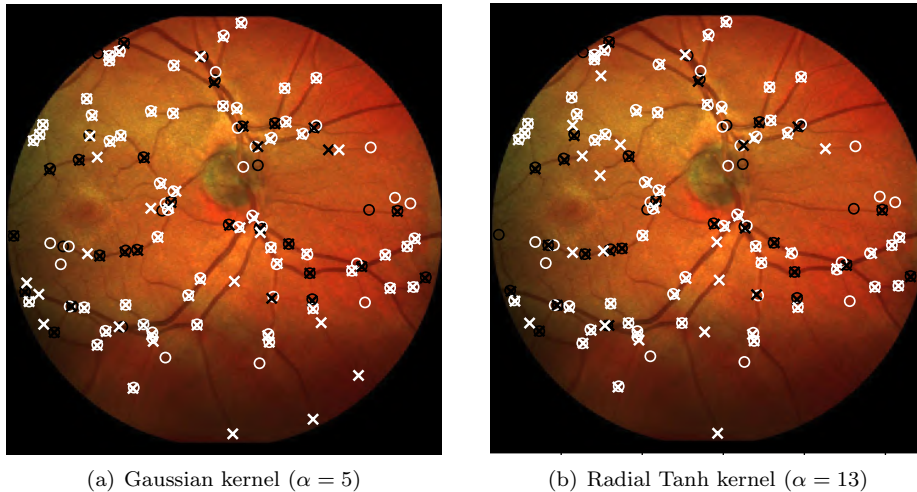 (a) Gaussian kernel (α = 5)
(b) Radial Tanh kernel (α = 13)